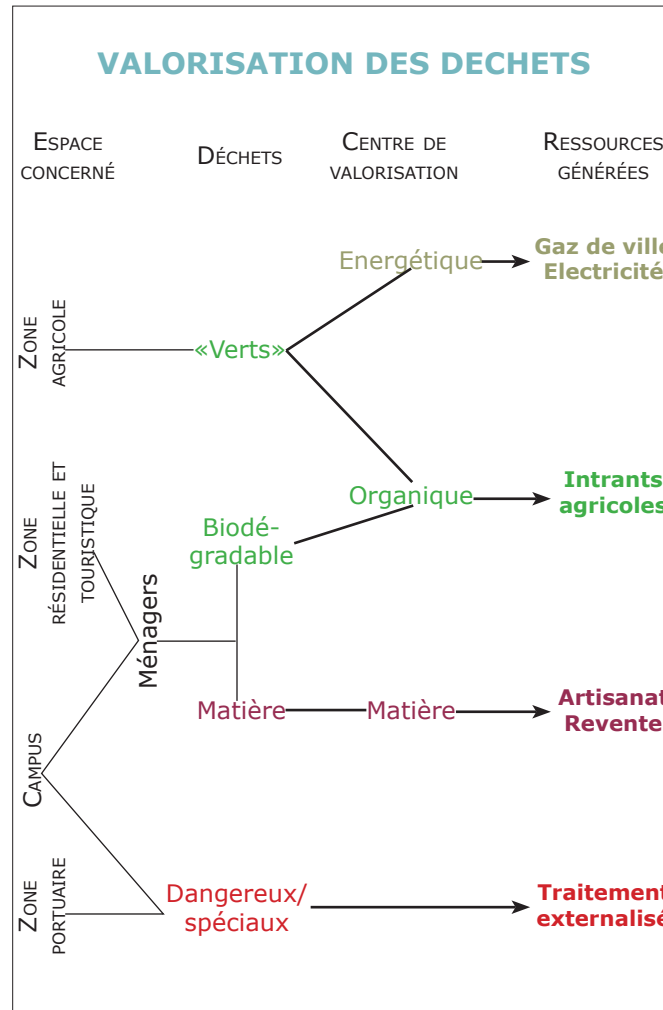 VALORISATION DES DECHETS
ESPACE
CONCERNÉ
DÉCHETS
CENTRE DE
VALORISATION
RESSOURCES
GÉNÉRÉES
Energétique
Gaz de ville
Electricité
ZONE
AGRICOLE
«Verts»
ZONE
RÉSIDENTIELLE ET
TOURISTIQUE
Organique
Intrants
agricoles
Biodé-
gradable
Ménagers
Matière
Matière
Artisanat
Revente
CAMPUS
ZONE
PORTUAIRE
Dangereux/
spéciaux
Traitement
externalisé